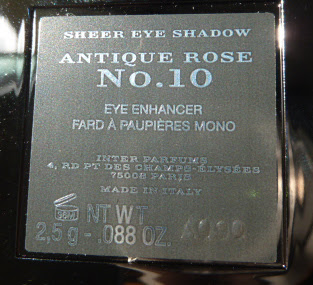 SHEER EYE SHADOW
ANTIQUE ROSE
No.10
EYE ENHANCER
FARD À PAUPIÈRES MONO
INTER PARFUMS
4, RD PT DES CHAMPS-ÉLYSÉES
75008 PARIS
MADE IN ITALY
NT WT
2,5 g - .088 OZ.